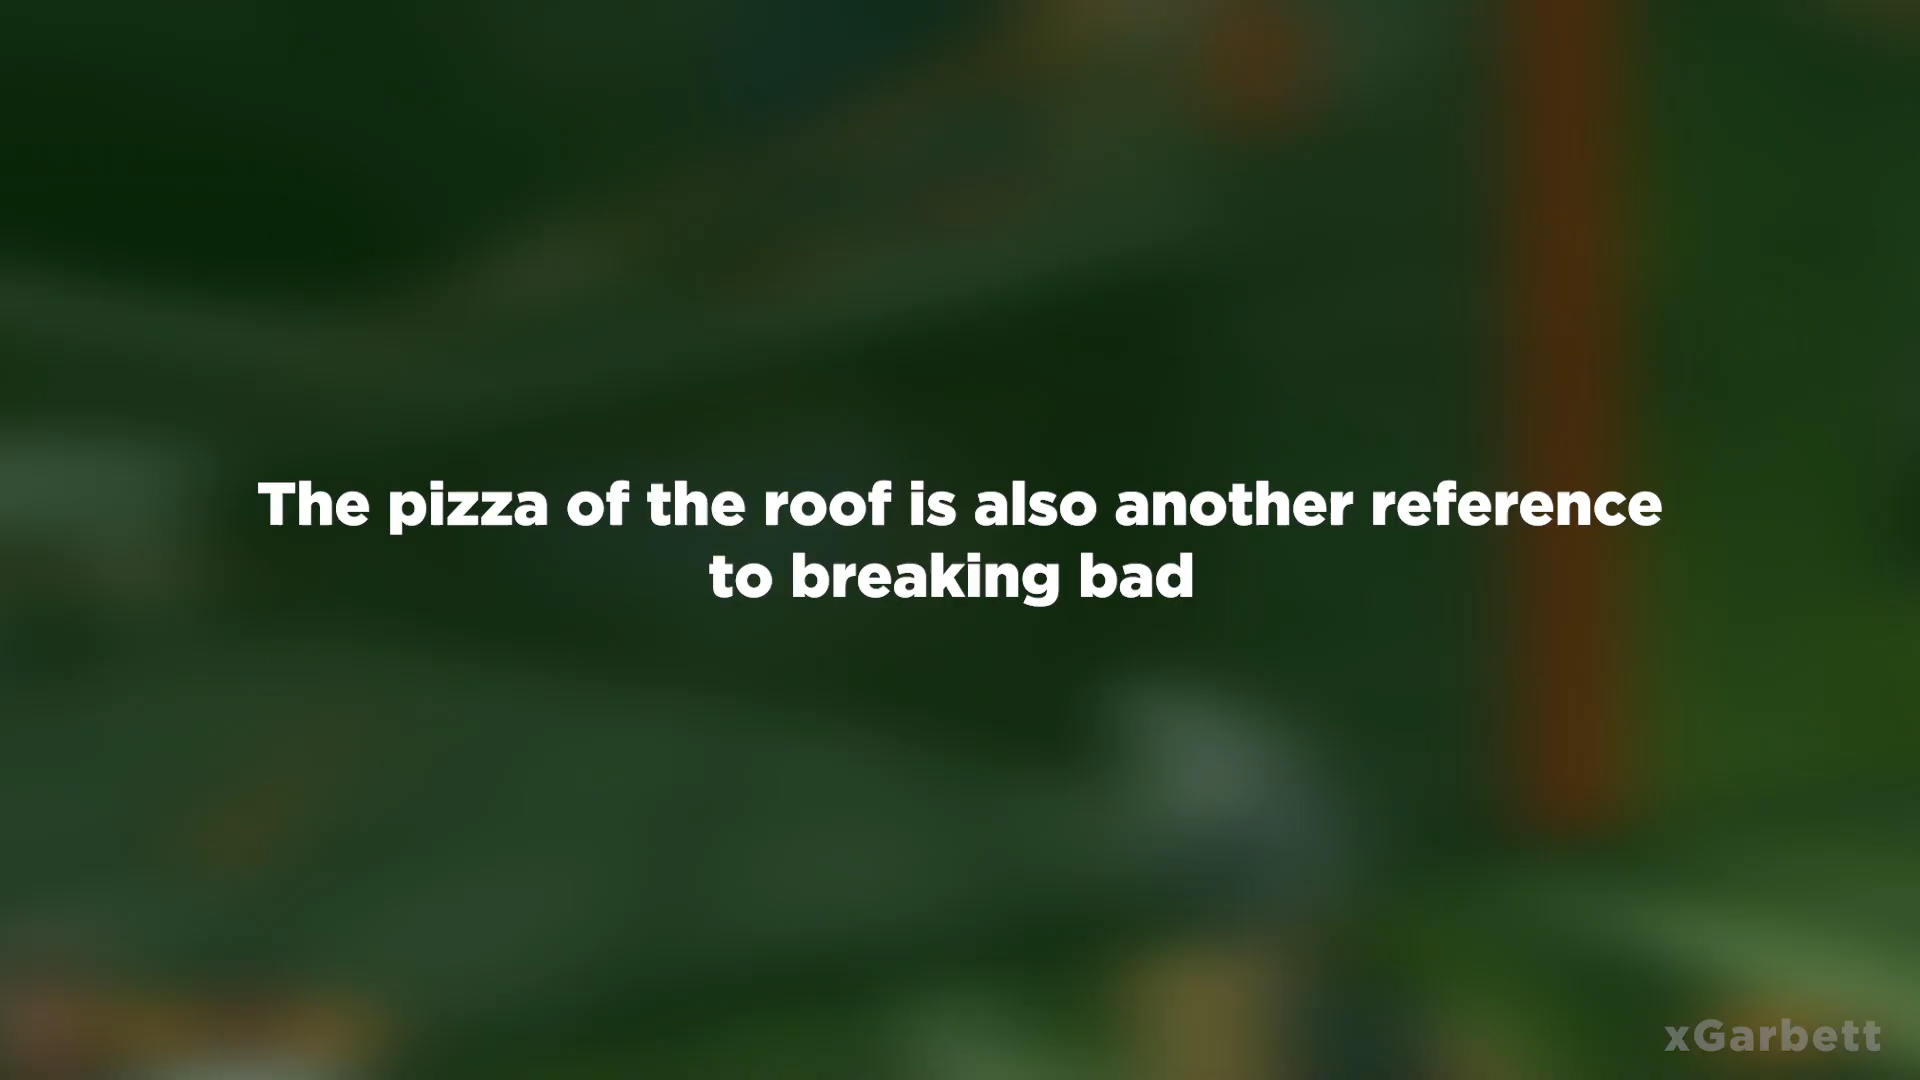 The pizza of the roof is also another reference
to breaking bad
xGarbett